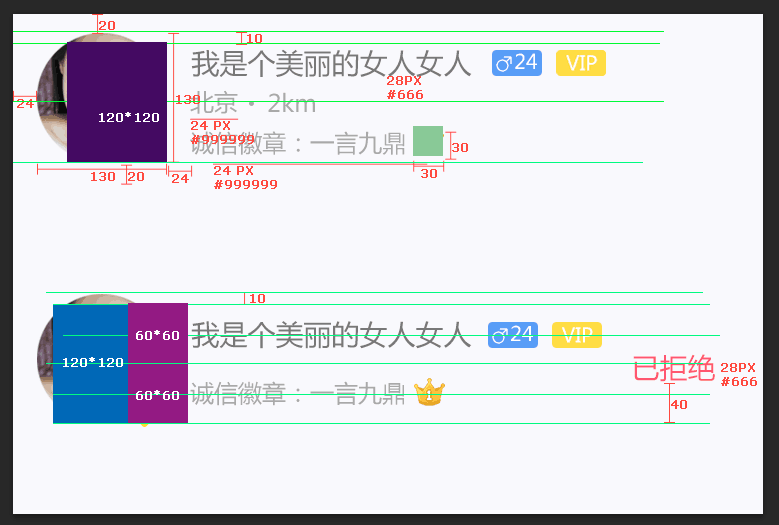 20
10
我是个美丽的女人女人 ♂24 VIP
28PX
#666
24
130
北京 · 2km
120*120
24 PX
#999999
诚信徽章：一言九鼎
30
130 20 24
24 PX
#999999
30
10
60*60
我是个美丽的女人女人 ♂24 VIP
120*120
已拒绝
28PX
#666
60*60
诚信徽章：一言九鼎 1
40